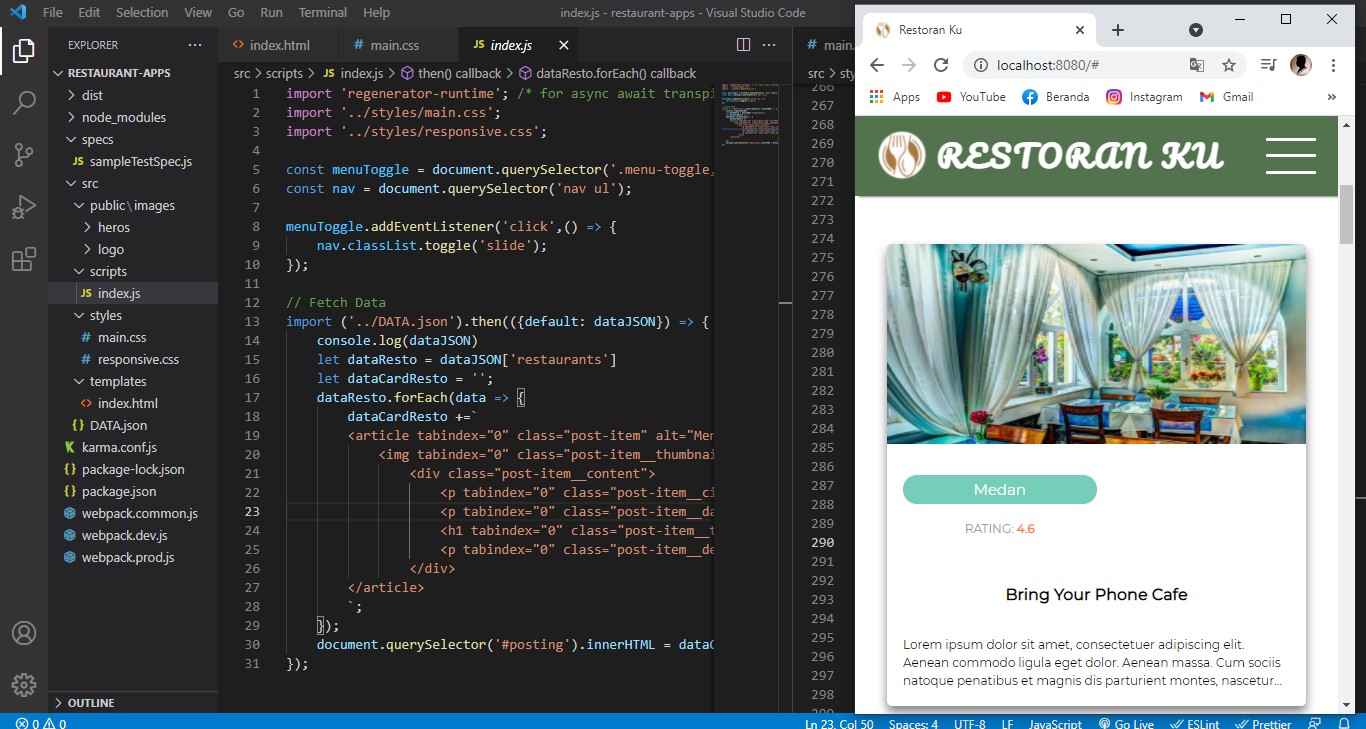 File Edit Selection View Go Run Terminal Help
index.js - restaurant-apps - Visual Studio Code
EXPLORER
RESTAURANT-APPS
dist
node_modules
specs
JS sampleTestSpec.js
src
public\images
heros
logo
scripts
JS index.js
styles
# main.css
# responsive.css
templates
<> index.html
{} DATA.json
K karma.conf.js
{} package-lock.json
{} package.json
webpack.common.js
webpack.dev.js
webpack.prod.js
OUTLINE
<> index.html # main.css JS index.js
src > scripts > JS index.js > then() callback > dataResto.forEach() callback
1 import 'regenerator-runtime'; /* for async await transpi
2 import '../styles/main.css';
3 import '../styles/responsive.css';
4
5 const menuToggle = document.querySelector('.menu-toggle
6 const nav = document.querySelector('nav ul');
7
8 menuToggle.addEventListener('click',() => {
9 nav.classList.toggle('slide');
10 });
11
12 // Fetch Data
13 import ('../DATA.json').then(({default: dataJSON}) => {
14 console.log(dataJSON)
15 let dataResto = dataJSON['restaurants']
16 let dataCardResto = '';
17 dataResto.forEach(data => {
18 dataCardResto +=`
19 <article tabindex="0" class="post-item" alt="Men
20 <img tabindex="0" class="post-item__thumbnai
21 <div class="post-item__content">
22 <p tabindex="0" class="post-item__ci
23 <p tabindex="0" class="post-item__da
24 <h1 tabindex="0" class="post-item__t
25 <p tabindex="0" class="post-item__de
26 </div>
27 </article>
28 `;
29 });
30 document.querySelector('#posting').innerHTML = dataC
31 });
# main.
src > sty
266
267
268
269
270
271
272
273
274
275
276
277
278
279
280
281
282
283
284
285
286
287
288
289
290
291
292
293
294
295
296
297
298
299
Restoran Ku
localhost:8080/#
Apps YouTube Beranda Instagram Gmail »
RESTORAN KU
Medan
RATING: 4.6
Bring Your Phone Cafe
Lorem ipsum dolor sit amet, consectetuer adipiscing elit.
Aenean commodo ligula eget dolor. Aenean massa. Cum sociis
natoque penatibus et magnis dis parturient montes, nascetur...
0 0 Ln 23, Col 50 Spaces: 4 UTF-8 LF JavaScript Go Live ESLint Prettier